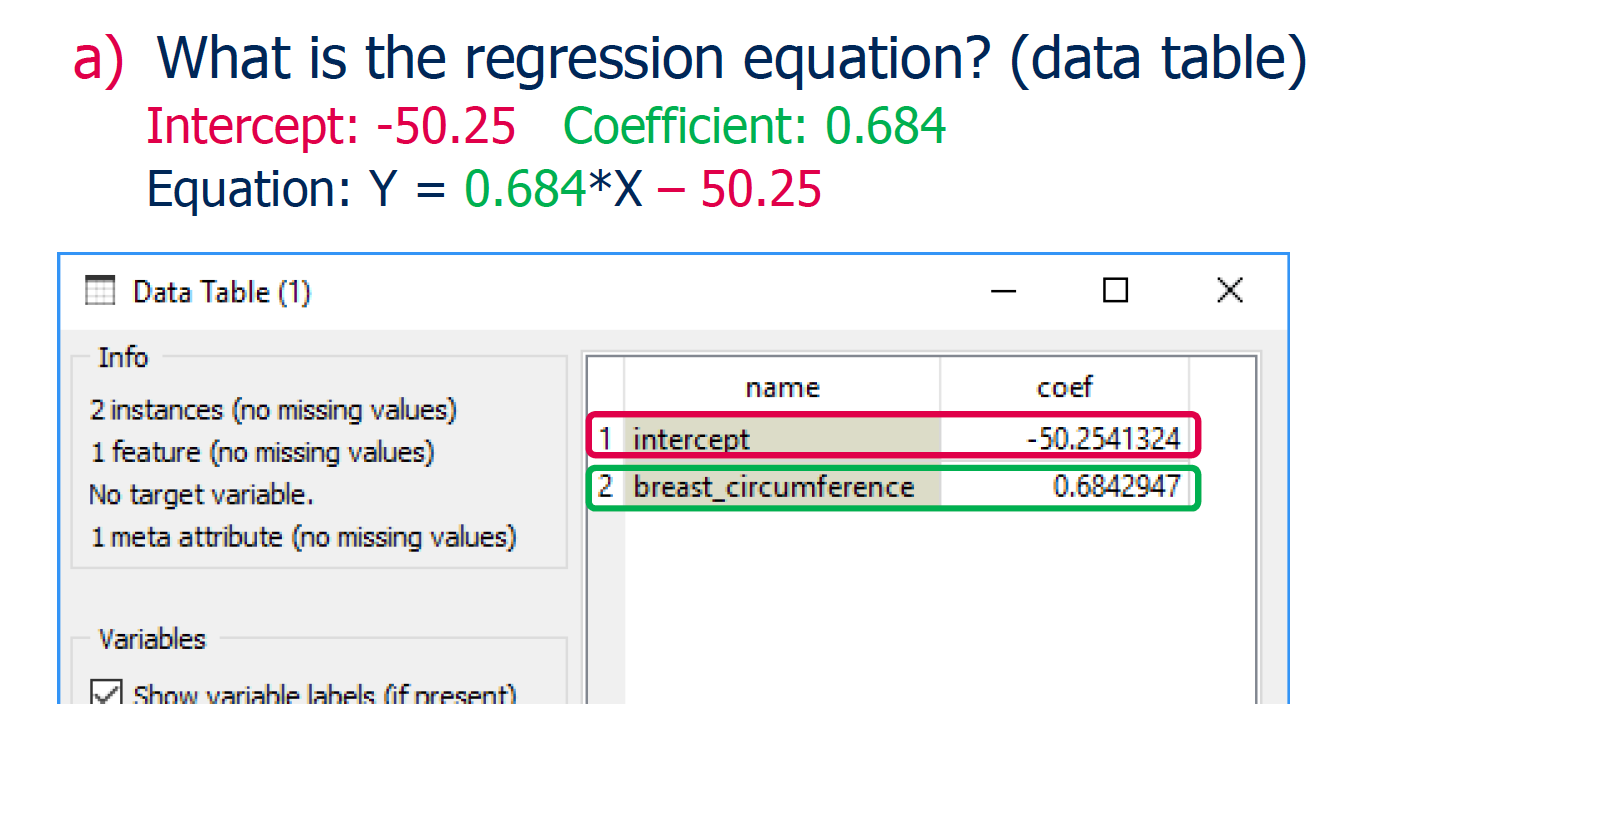 a) What is the regression equation? (data table)
Intercept: -50.25 Coefficient: 0.684
Equation: Y = 0.684*X – 50.25
Data Table (1)
Info
2 instances (no missing values)
1 feature (no missing values)
No target variable.
1 meta attribute (no missing values)
Variables
Show variable labels (if present)
name coef
1 intercept -50.2541324
2 breast_circumference 0.6842947